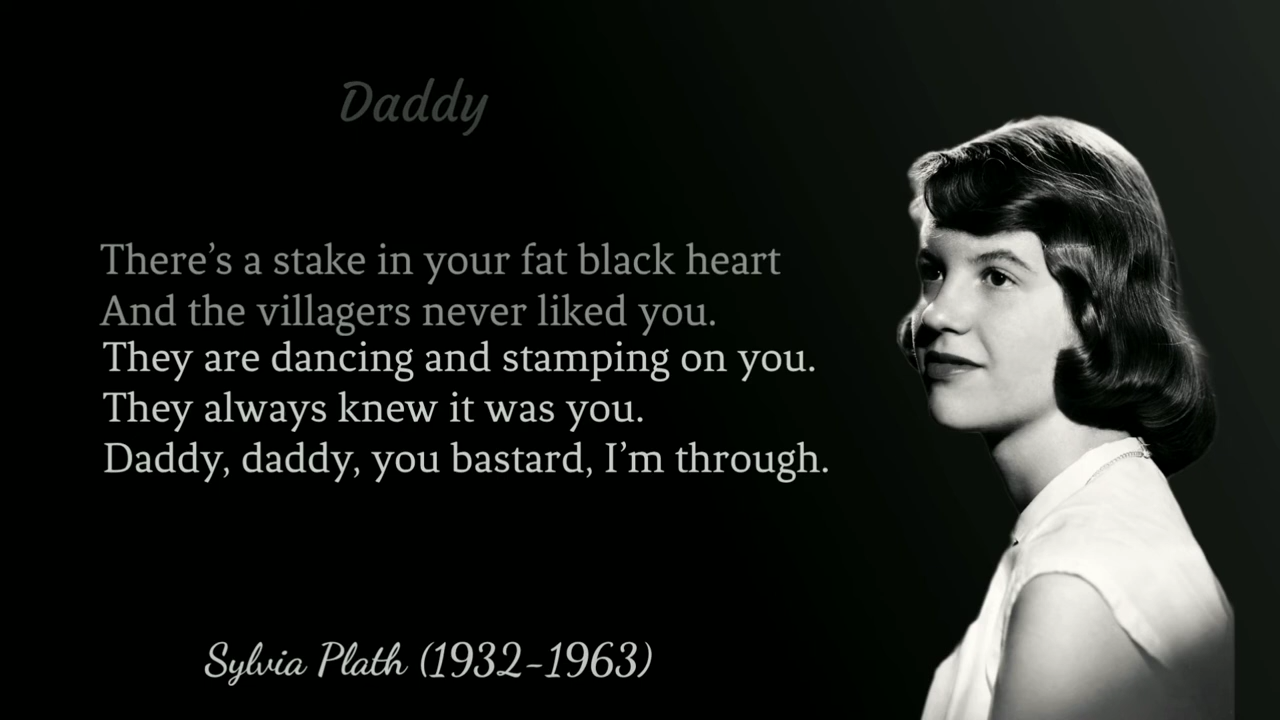 Daddy
There’s a stake in your fat black heart
And the villagers never liked you.
They are dancing and stamping on you.
They always knew it was you.
Daddy, daddy, you bastard, I’m through.
Sylvia Plath (1932-1963)